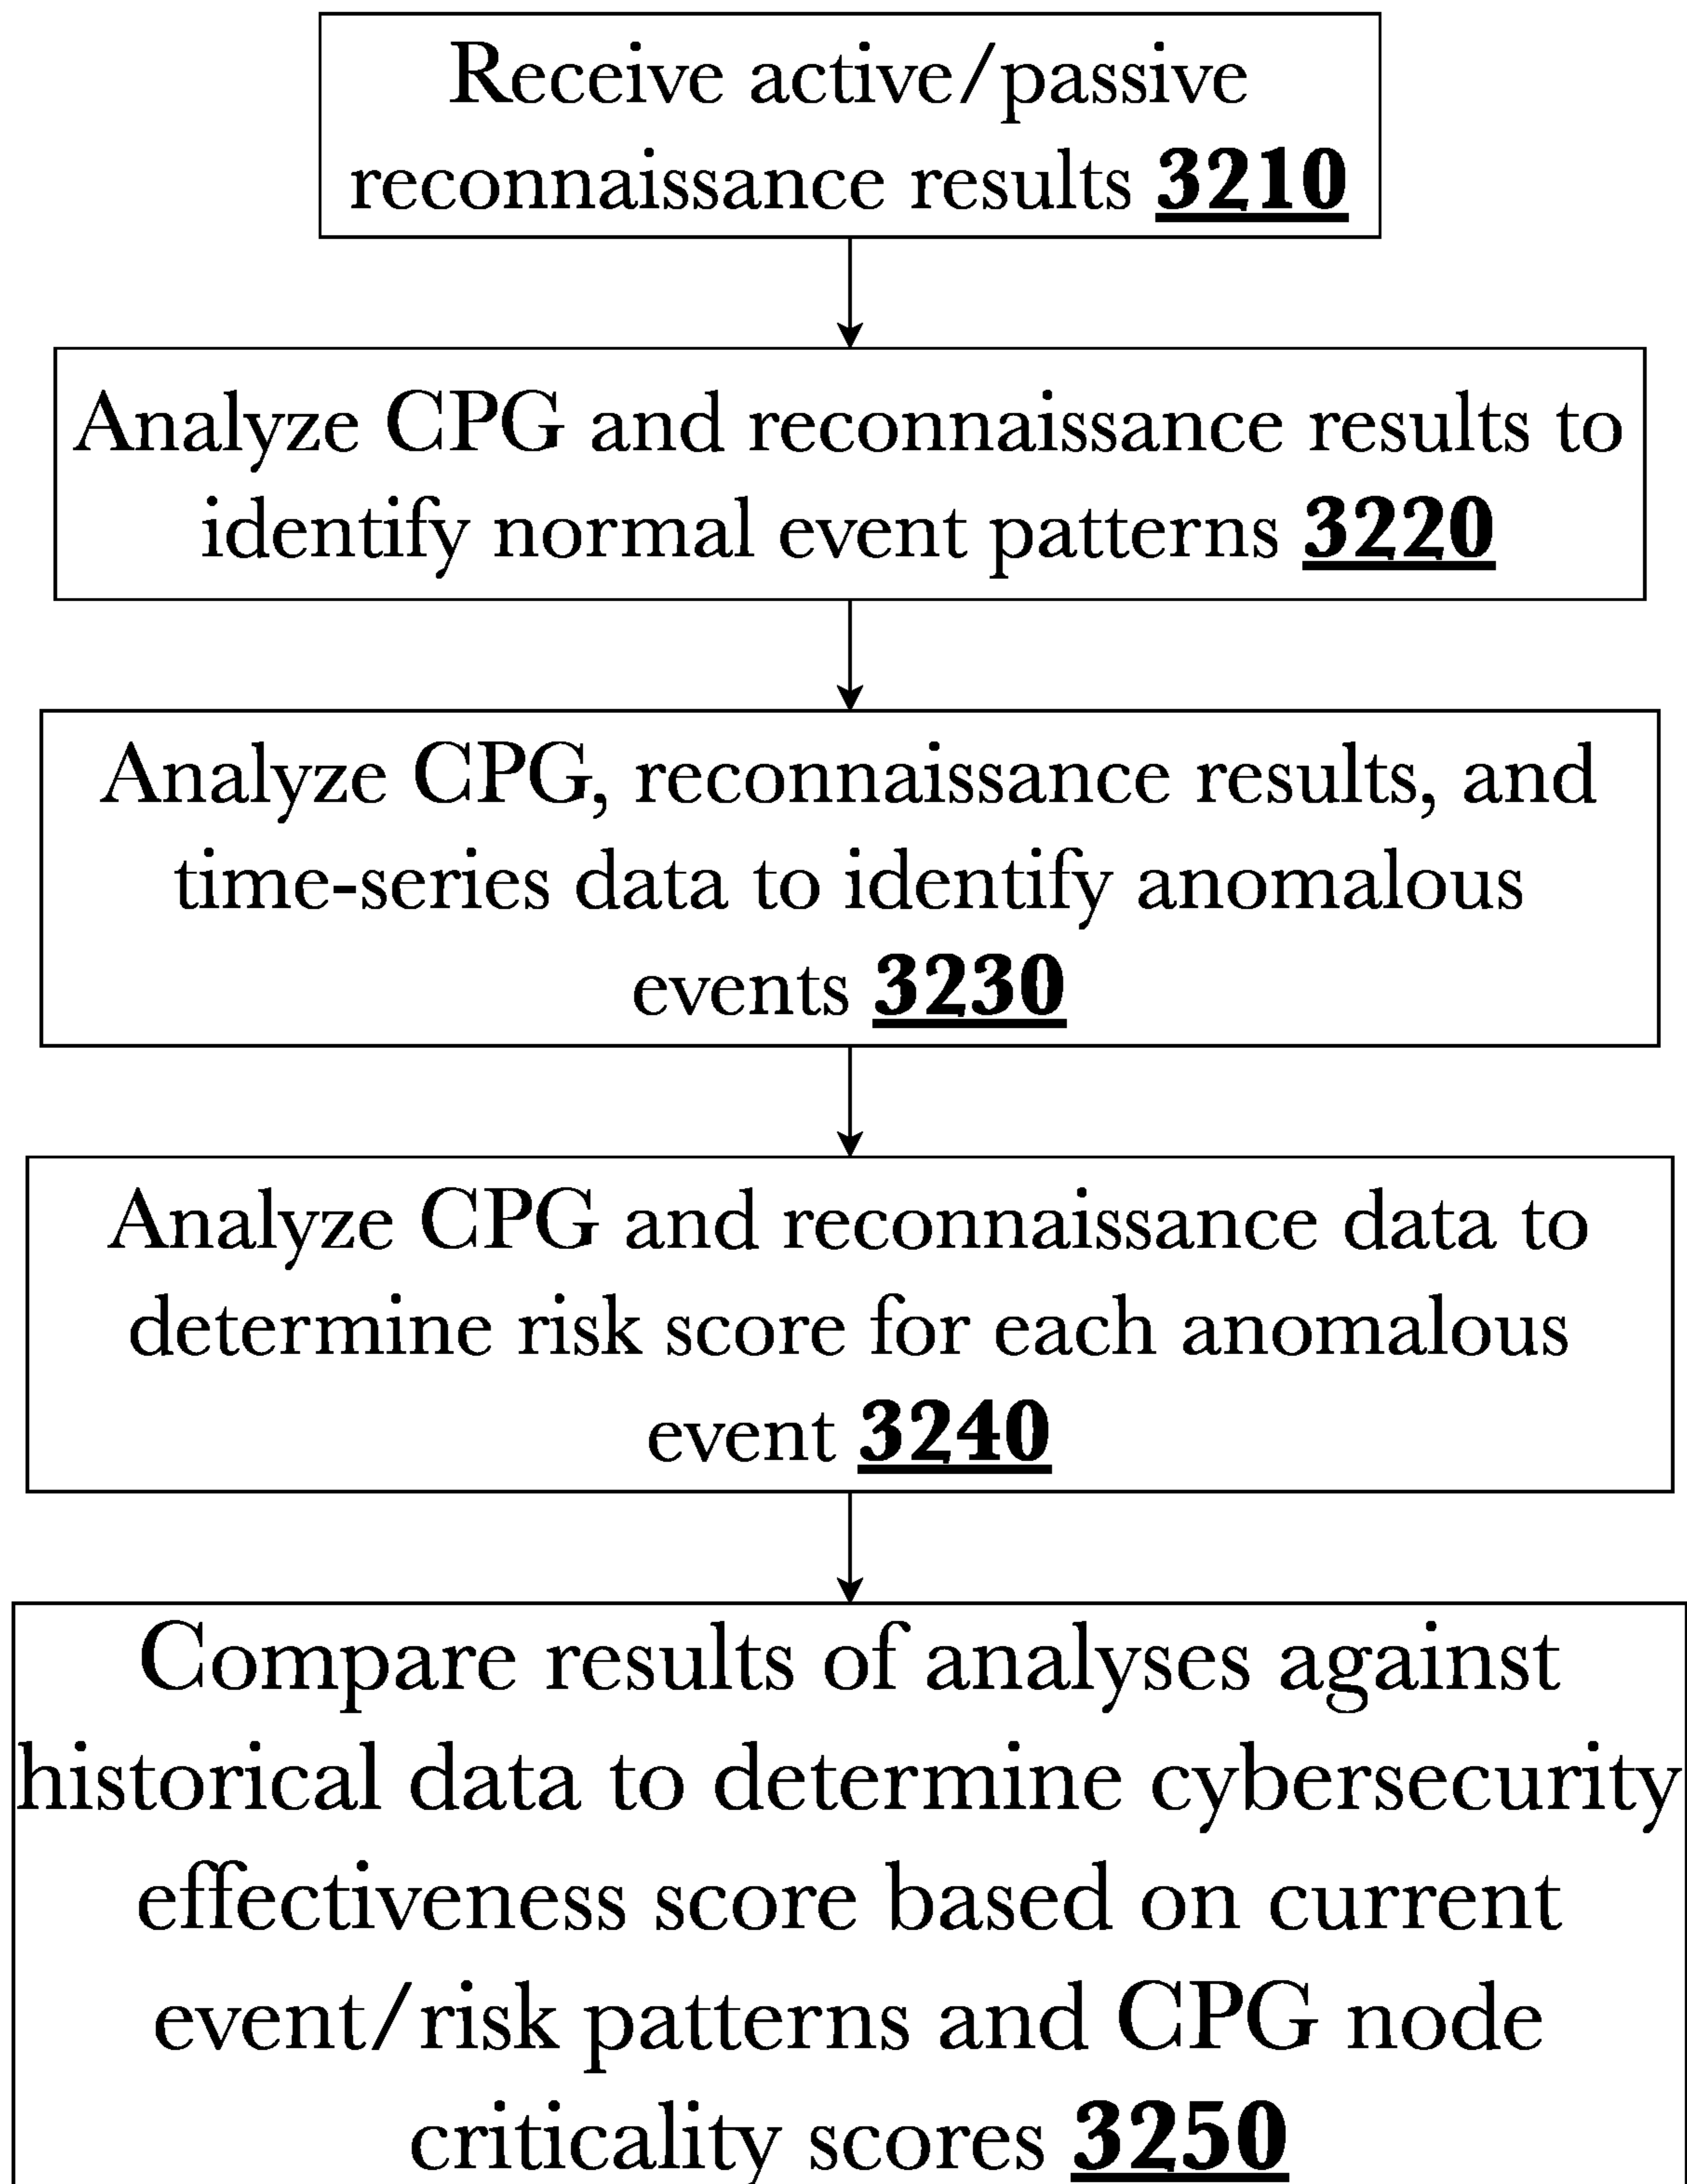 Receive active/passive
reconnaissance results 3210
Analyze CPG and reconnaissance results to
identify normal event patterns 3220
Analyze CPG, reconnaissance results, and
time-series data to identify anomalous
events 3230
Analyze CPG and reconnaissance data to
determine risk score for each anomalous
event 3240
Compare results of analyses against
historical data to determine cybersecurity
effectiveness score based on current
event/risk patterns and CPG node
criticality scores 3250